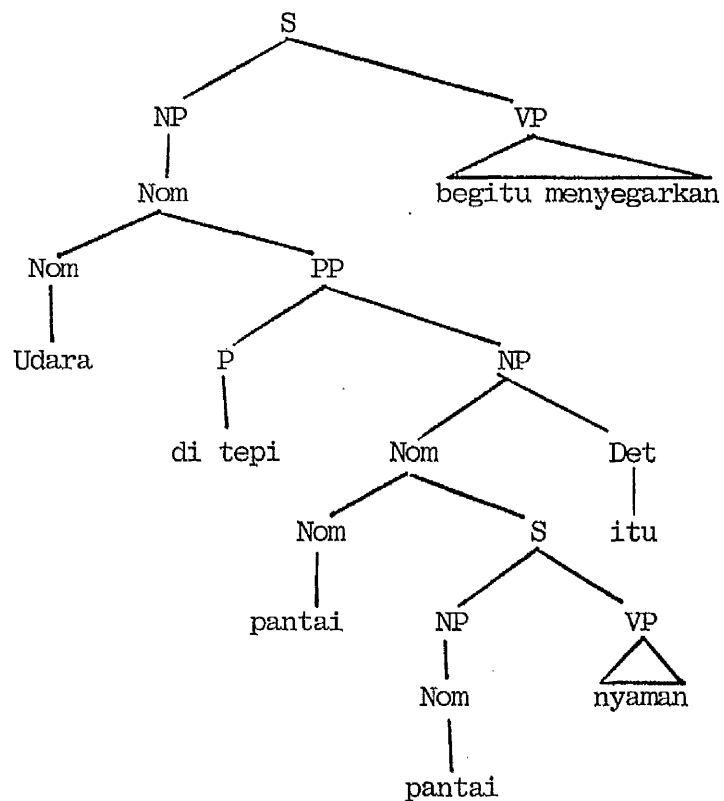 S
NP VP
Nom begitu menyegarkan
Nom PP
Udara P NP
di tepi Nom Det
Nom S itu
pantai NP VP
Nom nyaman
pantai